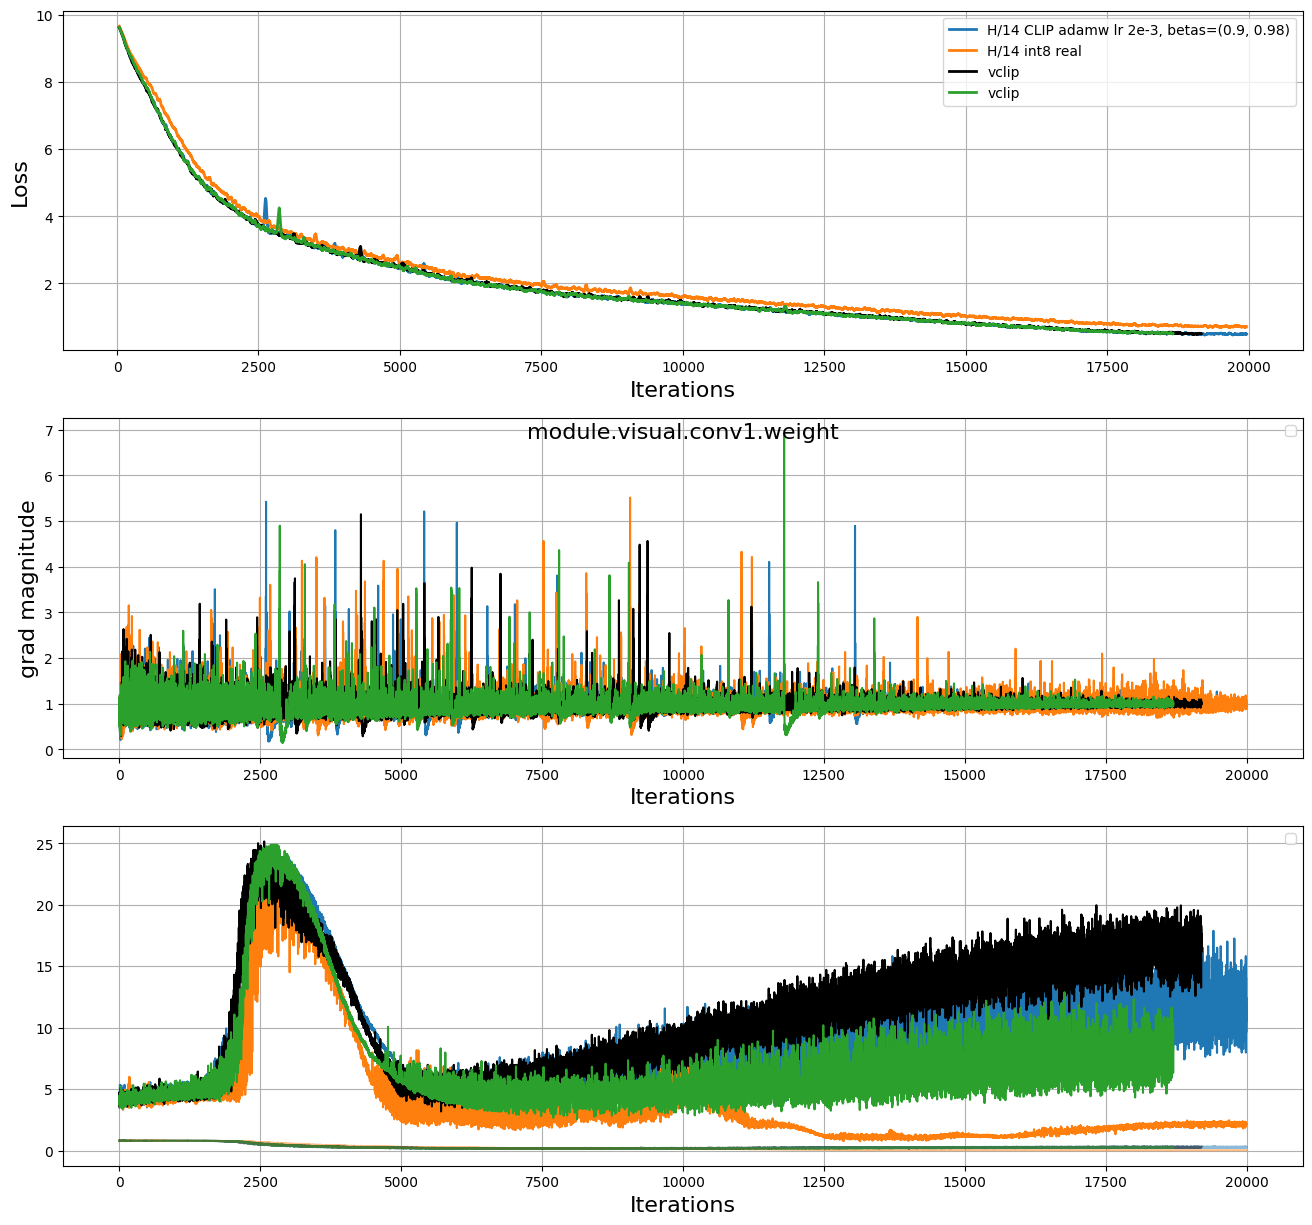 10
8
6
4
2
Loss
H/14 CLIP adamw lr 2e-3, betas=(0.9, 0.98)
H/14 int8 real
vclip
vclip
0 2500 5000 7500 10000 12500 15000 17500 20000
Iterations
module.visual.conv1.weight
7
6
5
4
3
2
1
0
grad magnitude
0 2500 5000 7500 10000 12500 15000 17500 20000
Iterations
25
20
15
10
5
0
0 2500 5000 7500 10000 12500 15000 17500 20000
Iterations